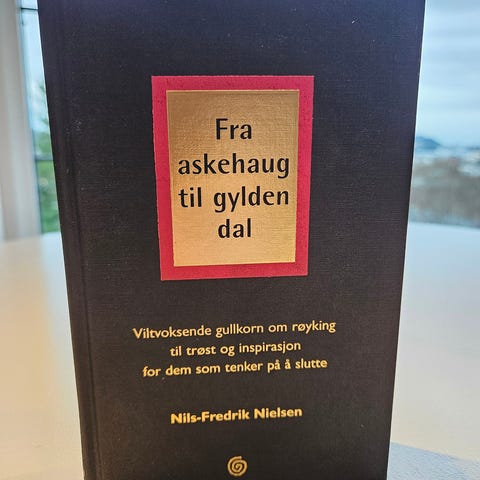 Fra
askehaug
til gylden
dal
Viltvoksende gullkorn om røyking
til trøst og inspirasjon
for dem som tenker på å slutte
Nils-Fredrik Nielsen